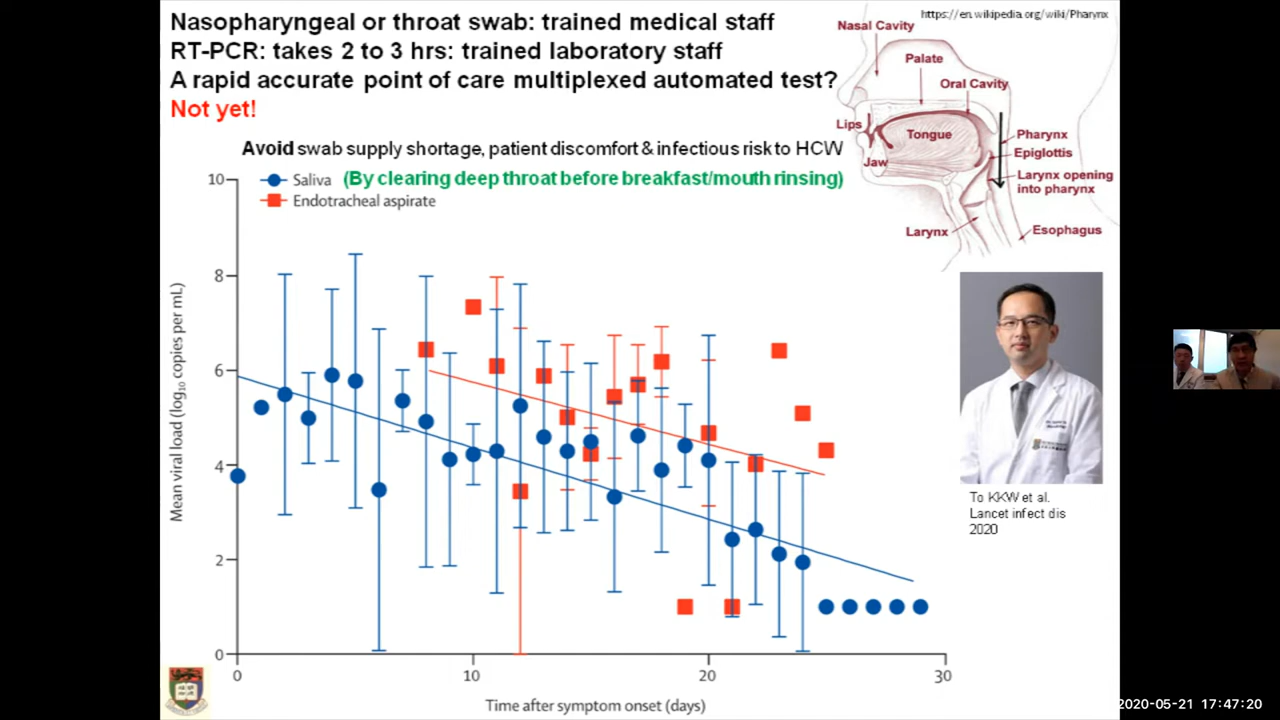 Nasopharyngeal or throat swab: trained medical staff
RT-PCR: takes 2 to 3 hrs: trained laboratory staff
A rapid accurate point of care multiplexed automated test?
Not yet!
https://en.wikipedia.org/wiki/Pharynx
Nasal Cavity
Palate
Oral Cavity
Lips
Tongue
Jaw
Pharynx
Epiglottis
Larynx opening
into pharynx
Larynx
Esophagus
Avoid swab supply shortage, patient discomfort & infectious risk to HCW
Saliva (By clearing deep throat before breakfast/mouth rinsing)
Endotracheal aspirate
Mean viral load (log10 copies per mL)
10
8
6
4
2
0
0
10
20
30
Time after symptom onset (days)
To KKW et al.
Lancet infect dis
2020
2020-05-21 17:47:20